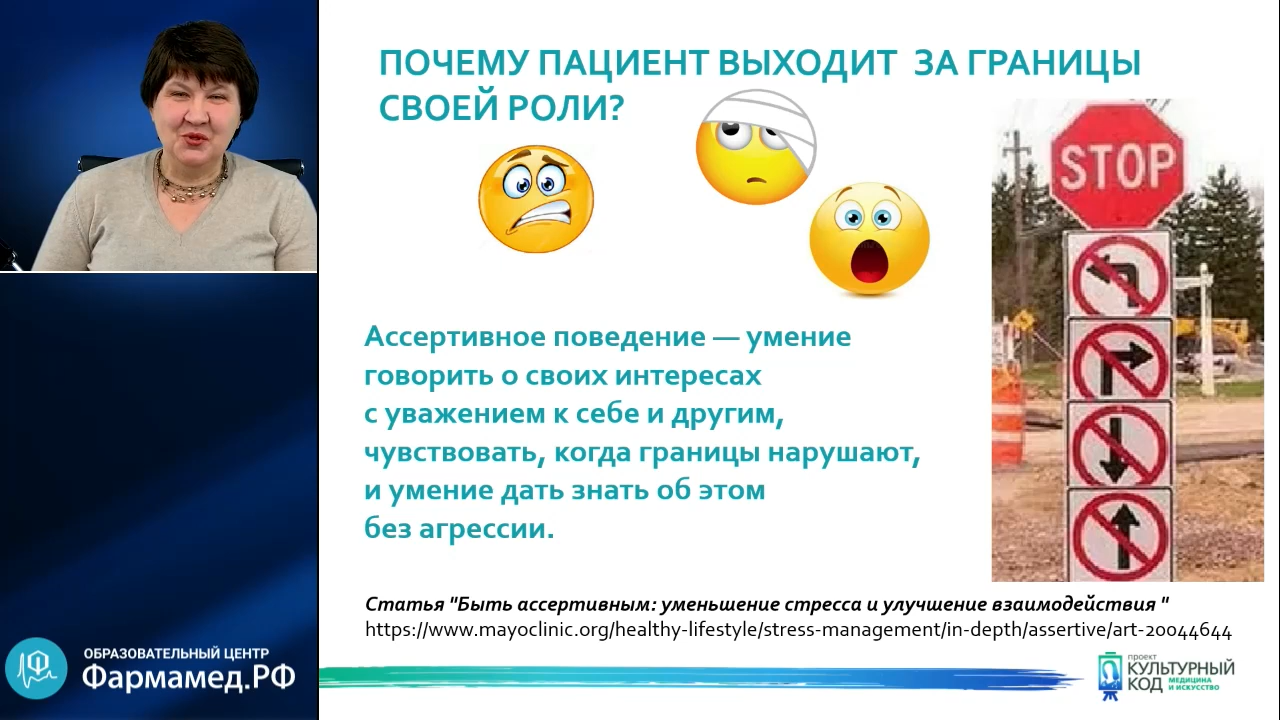 ПОЧЕМУ ПАЦИЕНТ ВЫХОДИТ ЗА ГРАНИЦЫ
СВОЕЙ РОЛИ?
STOP
Ассертивное поведение — умение
говорить о своих интересах
с уважением к себе и другим,
чувствовать, когда границы нарушают,
и умение дать знать об этом
без агрессии.
Статья "Быть ассертивным: уменьшение стресса и улучшение взаимодействия "
https://www.mayoclinic.org/healthy-lifestyle/stress-management/in-depth/assertive/art-20044644
ОБРАЗОВАТЕЛЬНЫЙ ЦЕНТР
Фармамед.РФ
проект
КУЛЬТУРНЫЙ
КОД МЕДИЦИНА
И ИСКУССТВО